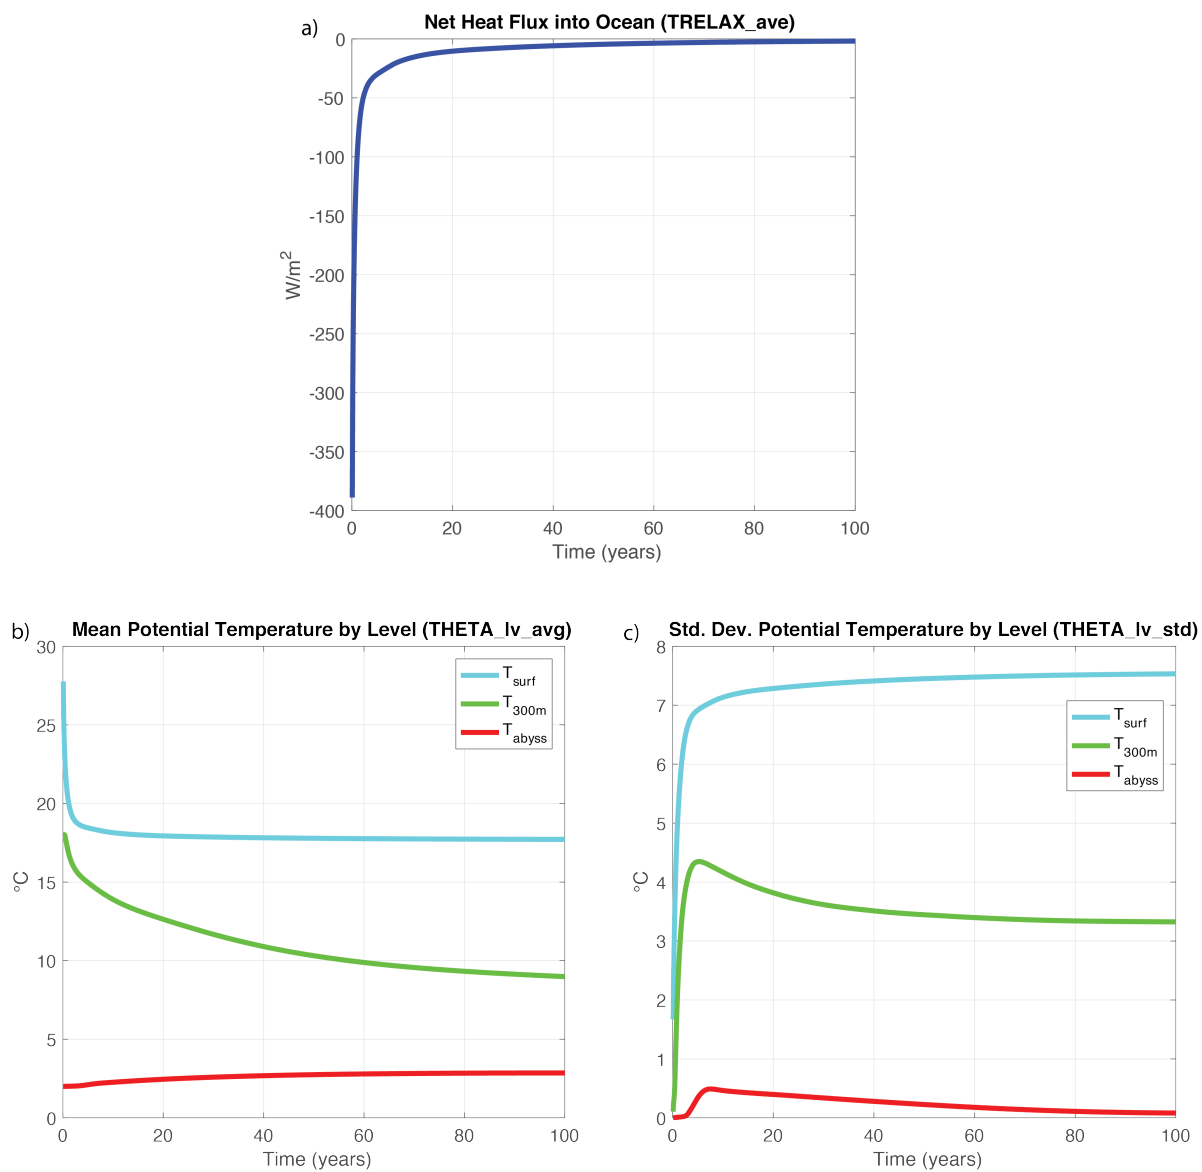 a)
Net Heat Flux into Ocean (TRELAX_ave)
0
-50
-100
-150
-200
-250
-300
-350
-400
W/m2
0 20 40 60 80 100
Time (years)
b)
Mean Potential Temperature by Level (THETA_lv_avg)
30
25
20
15
10
5
0
°C
Tsurf
T300m
Tabyss
0 20 40 60 80 100
Time (years)
c)
Std. Dev. Potential Temperature by Level (THETA_lv_std)
8
7
6
5
4
3
2
1
0
°C
Tsurf
T300m
Tabyss
0 20 40 60 80 100
Time (years)